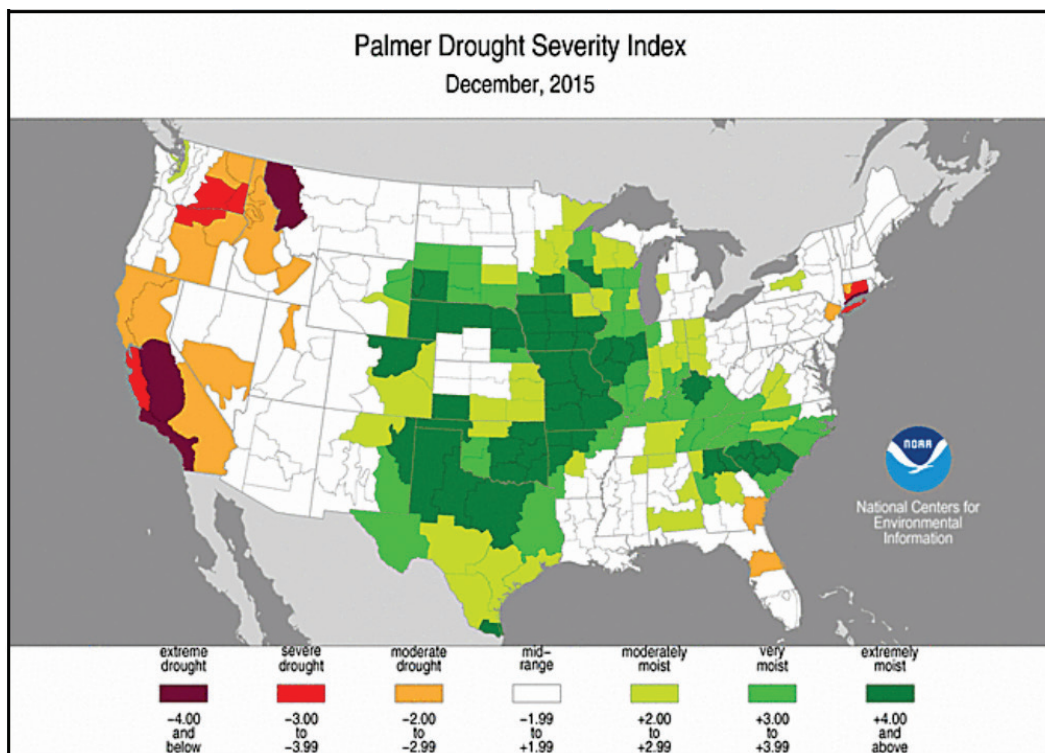 Palmer Drought Severity Index
December, 2015
NOAA
National Centers for
Environmental
Information
extreme
drought
severe
drought
moderate
drought
mid–
range
moderately
moist
very
moist
extremely
moist
−4.00
and
below
−3.00
to
−3.99
−2.00
to
−2.99
−1.99
to
+1.99
+2.00
to
+2.99
+3.00
to
+3.99
+4.00
and
above